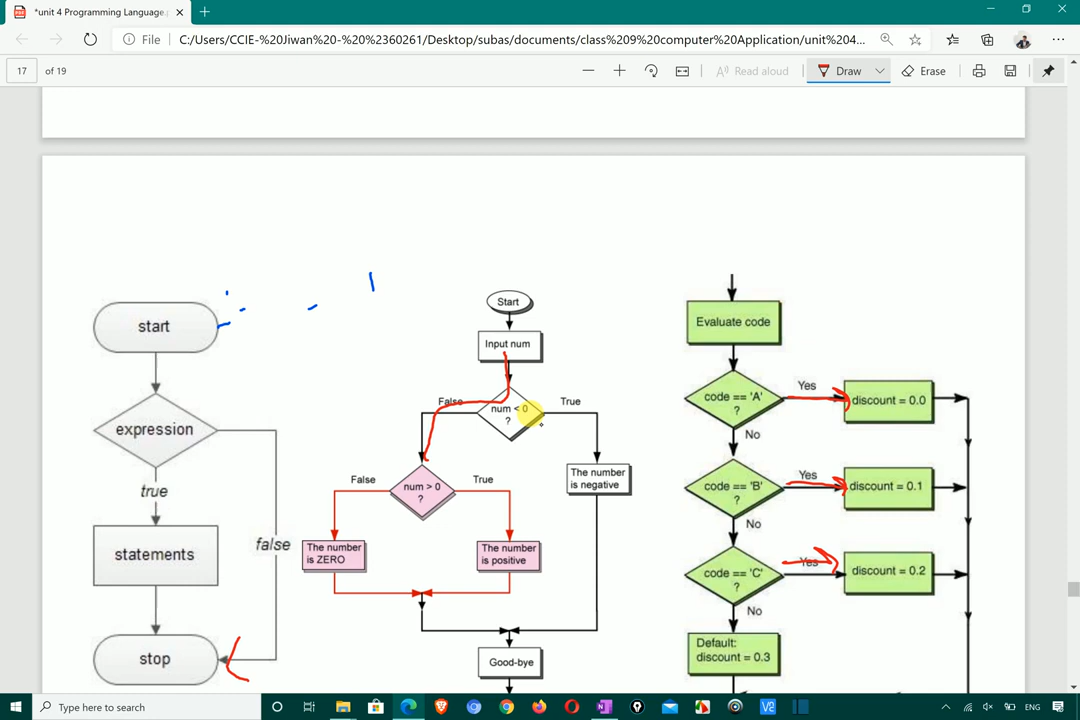 *unit 4 Programming Language.
File
C:/Users/CCIE-%20Jiwan%20-%20%2360261/Desktop/subas/documents/class%209%20computer%20Application/unit%204...
17 of 19
Read aloud
Draw
Erase
start
expression
true
false
statements
stop
Start
Input num
num < 0
?
False
True
num > 0
?
The number
is negative
False
True
The number
is ZERO
The number
is positive
Good-bye
Evaluate code
code == 'A'
?
Yes
discount = 0.0
No
code == 'B'
?
Yes
discount = 0.1
No
code == 'C'
?
Yes
discount = 0.2
No
Default:
discount = 0.3
Type here to search
ENG